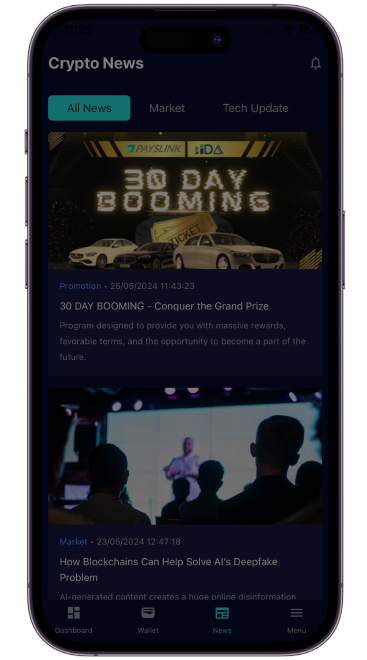 11:25
Crypto News
All News
Market
Tech Update
PAYSLINK
HDA
30 DAY
BOOMING
TICKET
Promotion • 25/05/2024 11:43:23
30 DAY BOOMING - Conquer the Grand Prize
Program designed to provide you with massive rewards,
favorable terms, and the opportunity to become a part of the
future.
Market • 23/05/2024 12:47:18
How Blockchains Can Help Solve AI's Deepfake
Problem
AI-generated content creates a huge online disinformation
Dashboard
Wallet
News
Menu